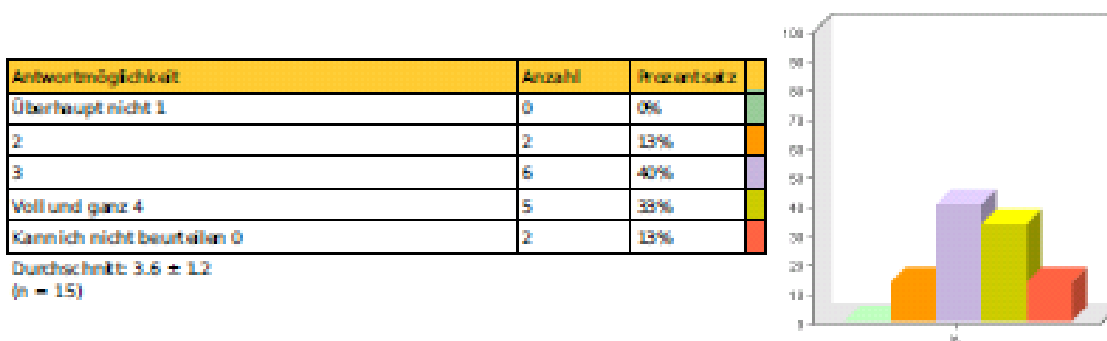 Antwortmöglichkeit Anzahl Prozentsatz
Überhaupt nicht 1 0 0%
2 2 13%
3 6 40%
Voll und ganz 4 5 33%
Kann ich nicht beurteilen 0 2 13%
Durchschnitt: 3.6 ± 1.2
(n = 15)
100
90
80
70
60
50
40
30
20
10
0
%